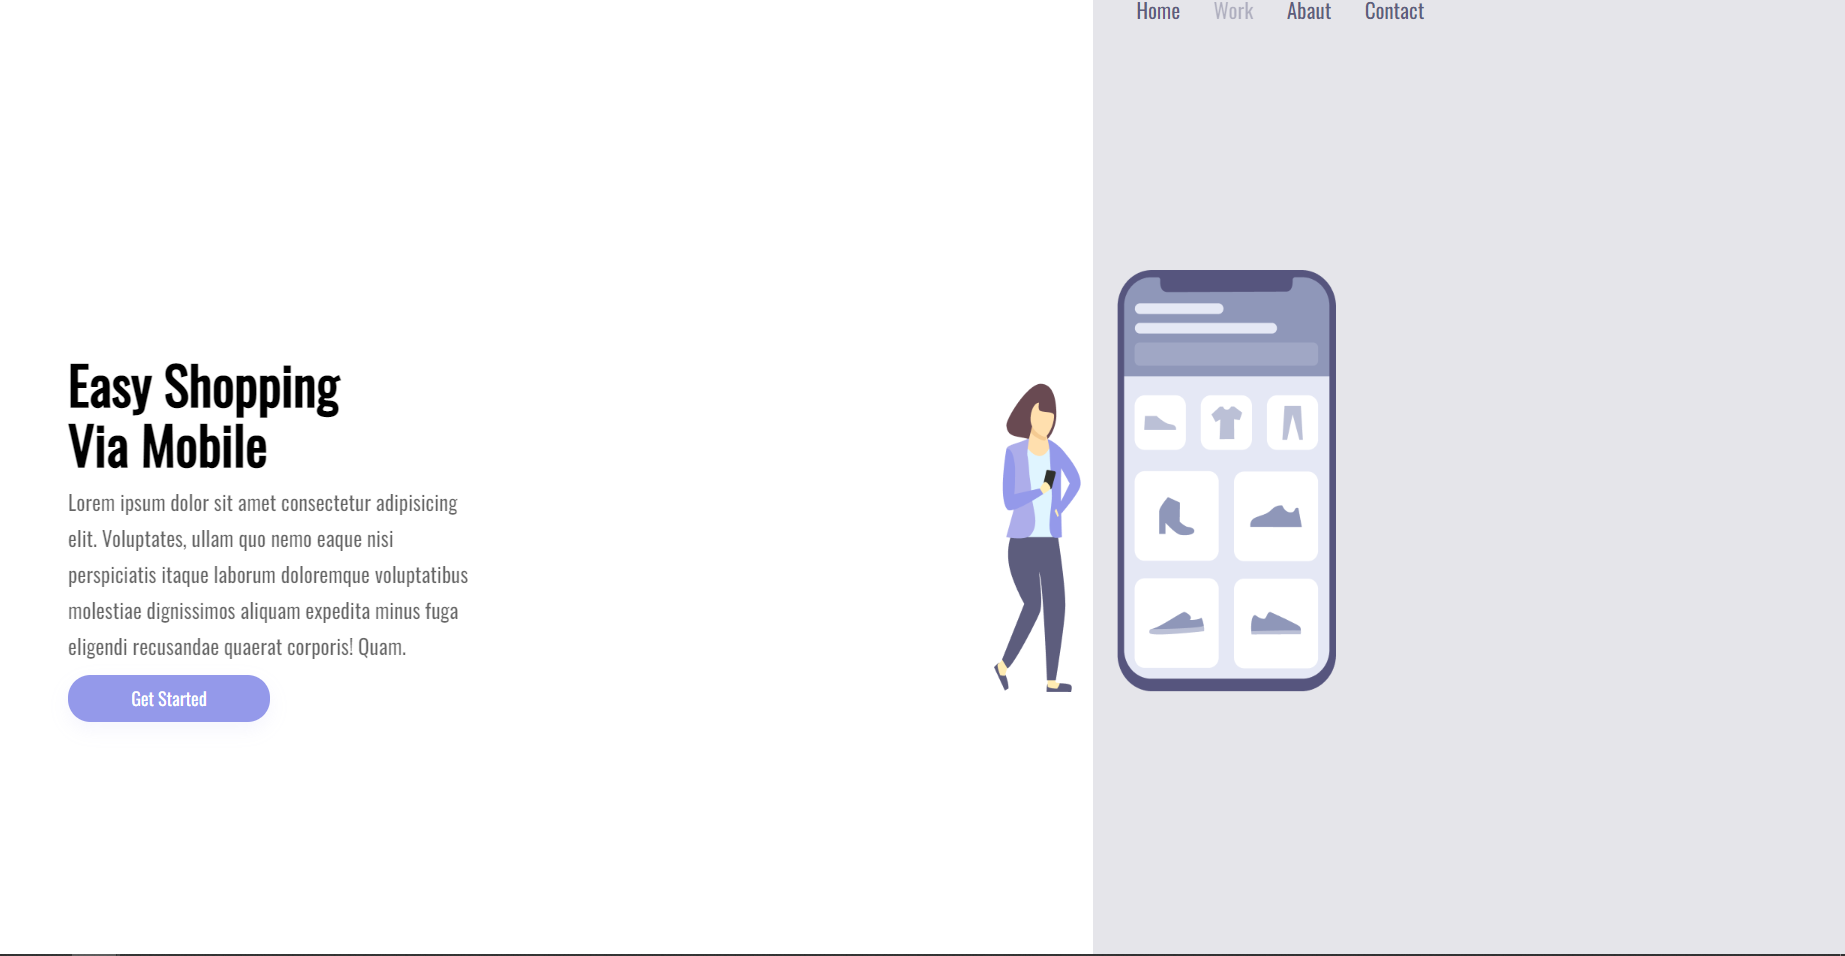 Home Work Abaut Contact
Easy Shopping
Via Mobile
Lorem ipsum dolor sit amet consectetur adipisicing
elit. Voluptates, ullam quo nemo eaque nisi
perspiciatis itaque laborum doloremque voluptatibus
molestiae dignissimos aliquam expedita minus fuga
eligendi recusandae quaerat corporis! Quam.
Get Started